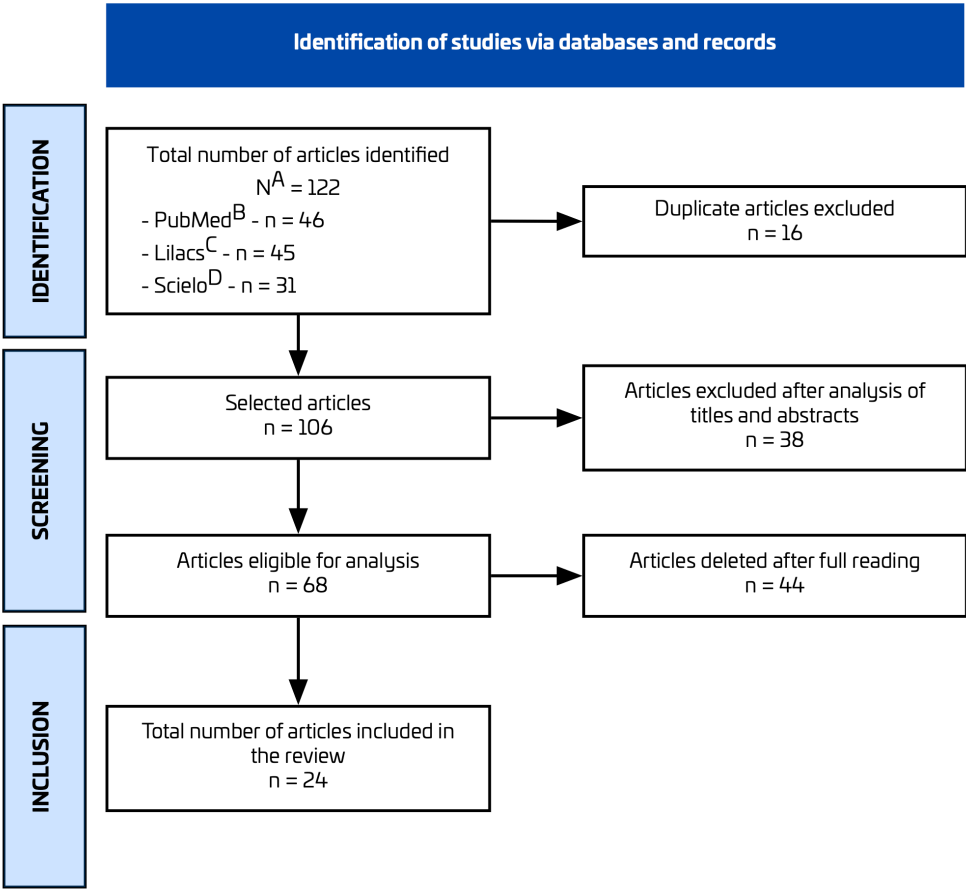 Identification of studies via databases and records
IDENTIFICATION
Total number of articles identified
Nᴬ = 122
- PubMedᴮ - n = 46
- Lilacsᶜ - n = 45
- Scieloᴰ - n = 31
Duplicate articles excluded
n = 16
SCREENING
Selected articles
n = 106
Articles excluded after analysis of
titles and abstracts
n = 38
Articles eligible for analysis
n = 68
Articles deleted after full reading
n = 44
INCLUSION
Total number of articles included in
the review
n = 24